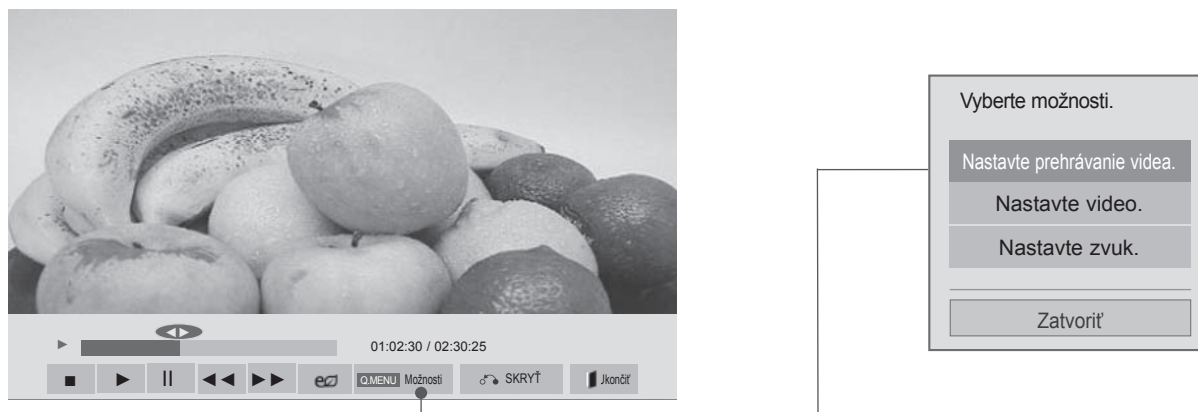 01:02:30 / 02:30:25
Q.MENU Možnosti SKRYŤ Jkončiť
Vyberte možnosti.
Nastavte prehrávanie videa.
Nastavte video.
Nastavte zvuk.
Zatvoriť